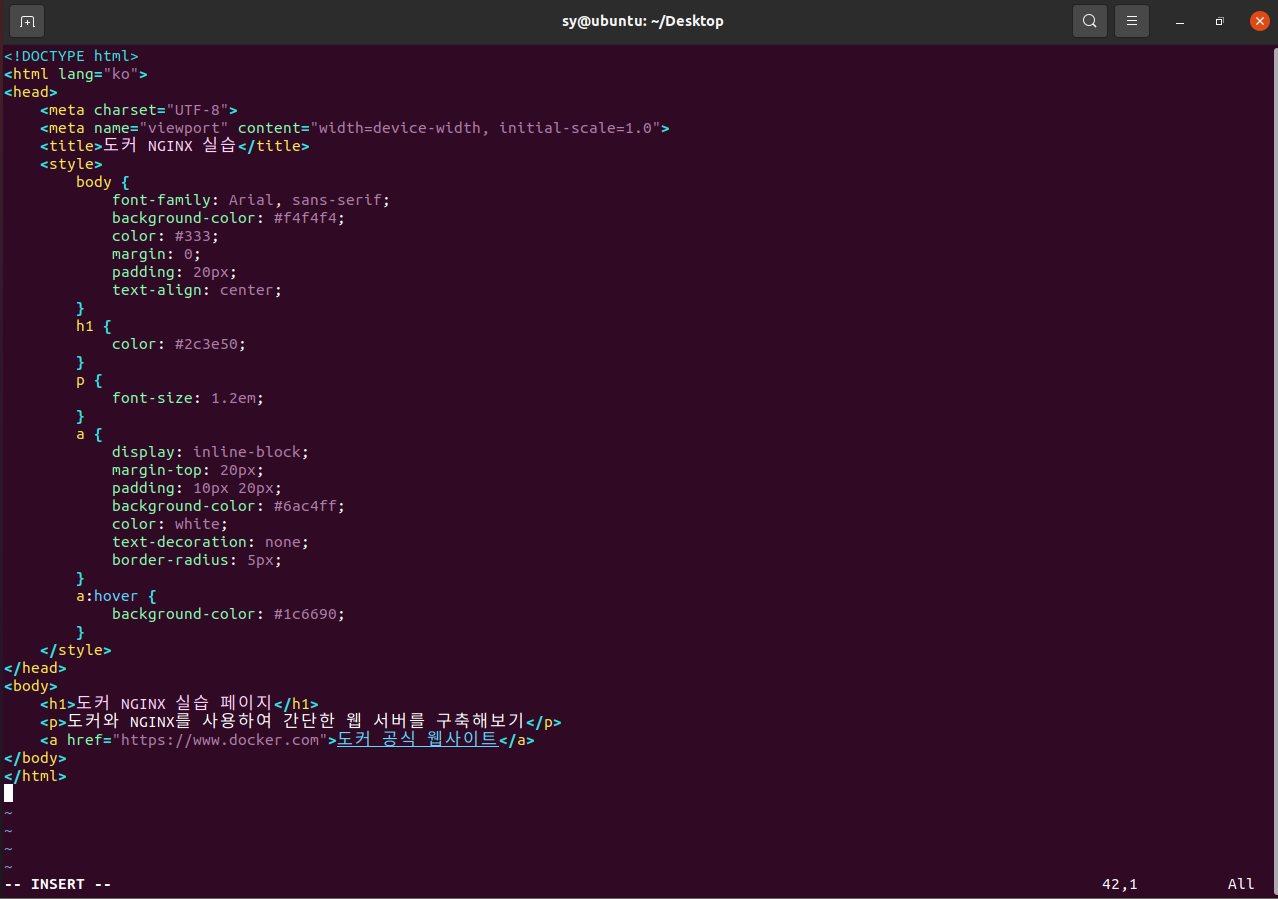 sy@ubuntu: ~/Desktop
<!DOCTYPE html>
<html lang="ko">
<head>
    <meta charset="UTF-8">
    <meta name="viewport" content="width=device-width, initial-scale=1.0">
    <title>도커 NGINX 실습</title>
    <style>
        body {
            font-family: Arial, sans-serif;
            background-color: #f4f4f4;
            color: #333;
            margin: 0;
            padding: 20px;
            text-align: center;
        }
        h1 {
            color: #2c3e50;
        }
        p {
            font-size: 1.2em;
        }
        a {
            display: inline-block;
            margin-top: 20px;
            padding: 10px 20px;
            background-color: #6ac4ff;
            color: white;
            text-decoration: none;
            border-radius: 5px;
        }
        a:hover {
            background-color: #1c6690;
        }
    </style>
</head>
<body>
    <h1>도커 NGINX 실습 페이지</h1>
    <p>도커와 NGINX를 사용하여 간단한 웹 서버를 구축해보기</p>
    <a href="https://www.docker.com">도커 공식 웹사이트</a>
</body>
</html>
~
~
~
~
-- INSERT -- 42,1 All